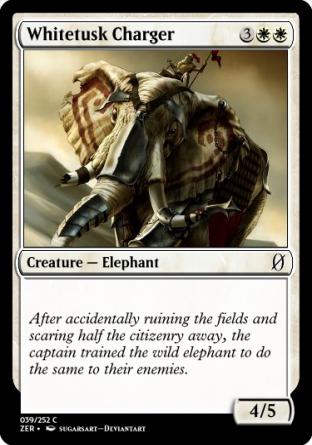 Whitetusk Charger 3
Creature — Elephant
After accidentally ruining the fields and
scaring half the citizenry away, the
captain trained the wild elephant to do
the same to their enemies.
4/5
039/252 C
ZER • SUGARSART—DEVIANTART